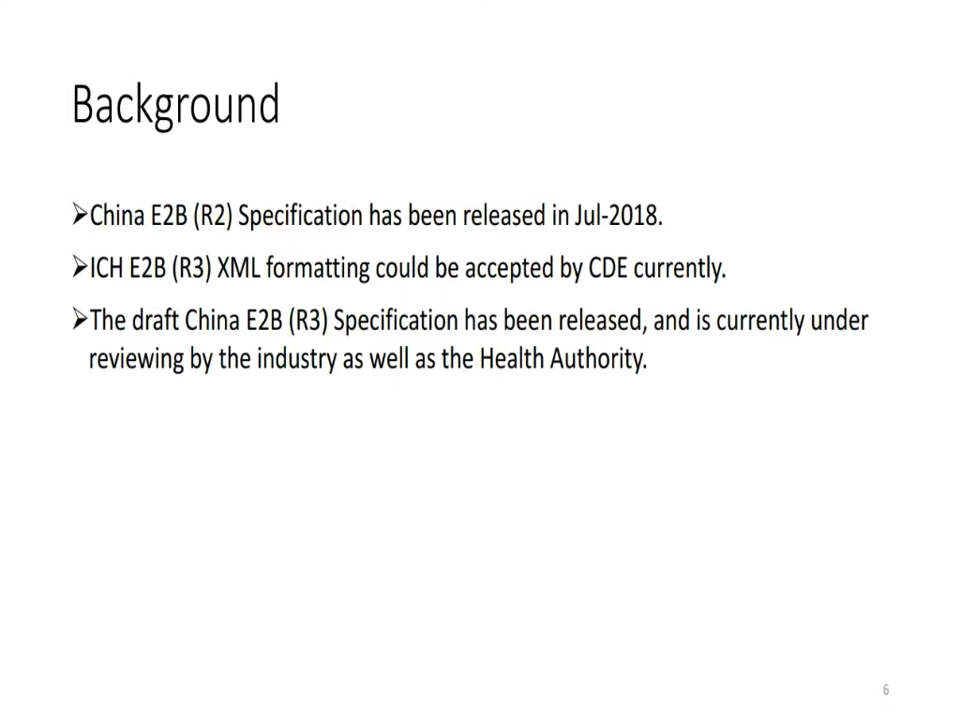 Background
➢China E2B (R2) Specification has been released in Jul-2018.
➢ICH E2B (R3) XML formatting could be accepted by CDE currently.
➢The draft China E2B (R3) Specification has been released, and is currently under
reviewing by the industry as well as the Health Authority.
6